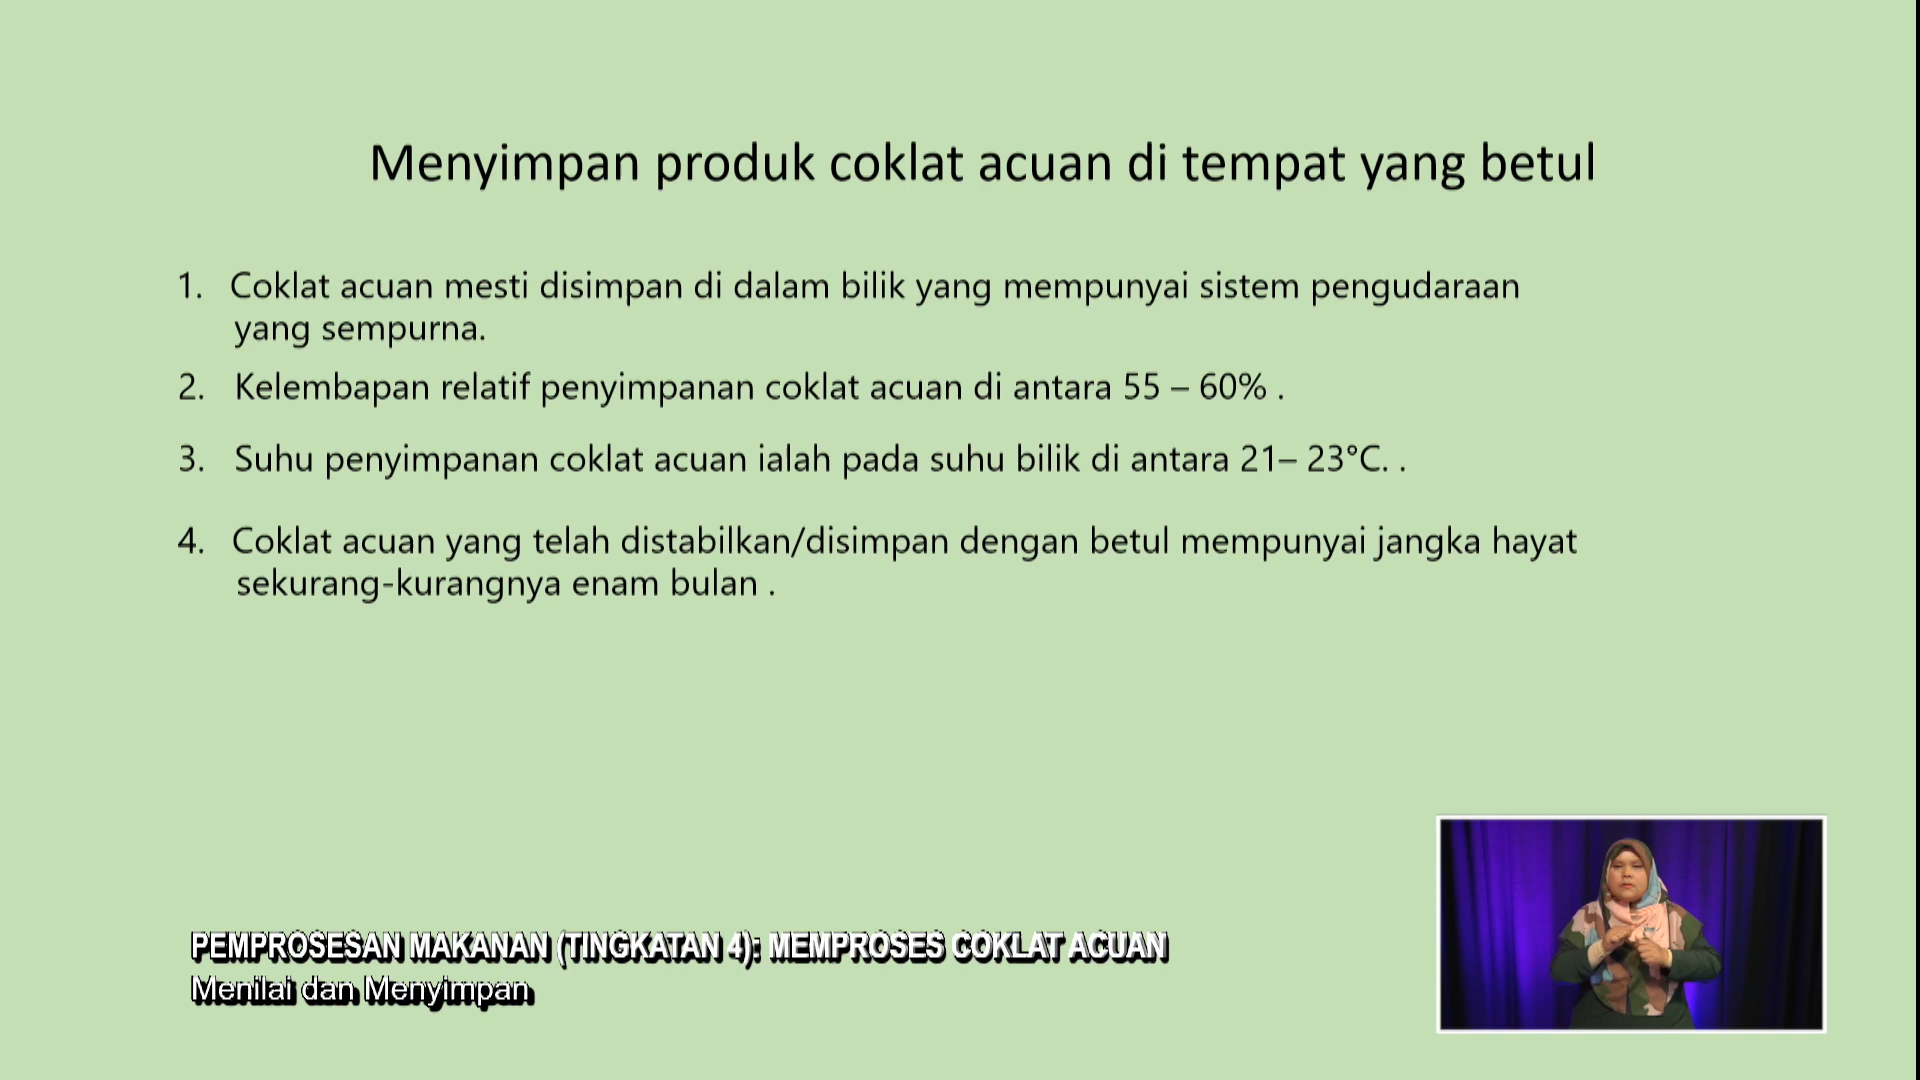 Menyimpan produk coklat acuan di tempat yang betul
1. Coklat acuan mesti disimpan di dalam bilik yang mempunyai sistem pengudaraan
yang sempurna.
2. Kelembapan relatif penyimpanan coklat acuan di antara 55 – 60% .
3. Suhu penyimpanan coklat acuan ialah pada suhu bilik di antara 21– 23°C. .
4. Coklat acuan yang telah distabilkan/disimpan dengan betul mempunyai jangka hayat
sekurang-kurangnya enam bulan .
PEMPROSESAN MAKANAN (TINGKATAN 4): MEMPROSES COKLAT ACUAN
Menilai dan Menyimpan